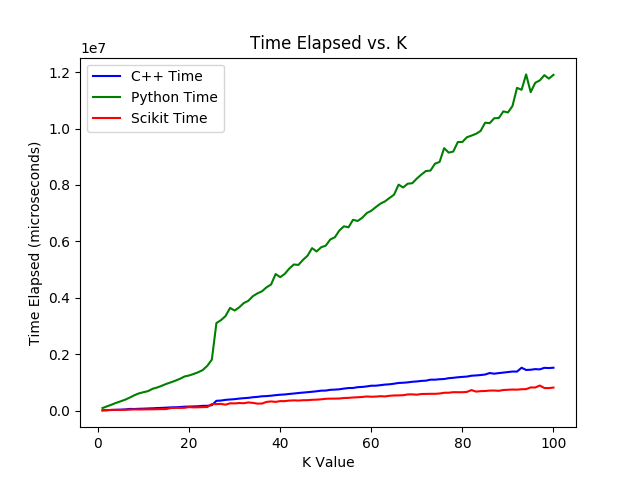 Time Elapsed vs. K
1e7
C++ Time
Python Time
Scikit Time
1.2
1.0
0.8
0.6
0.4
0.2
0.0
Time Elapsed (microseconds)
0 20 40 60 80 100
K Value